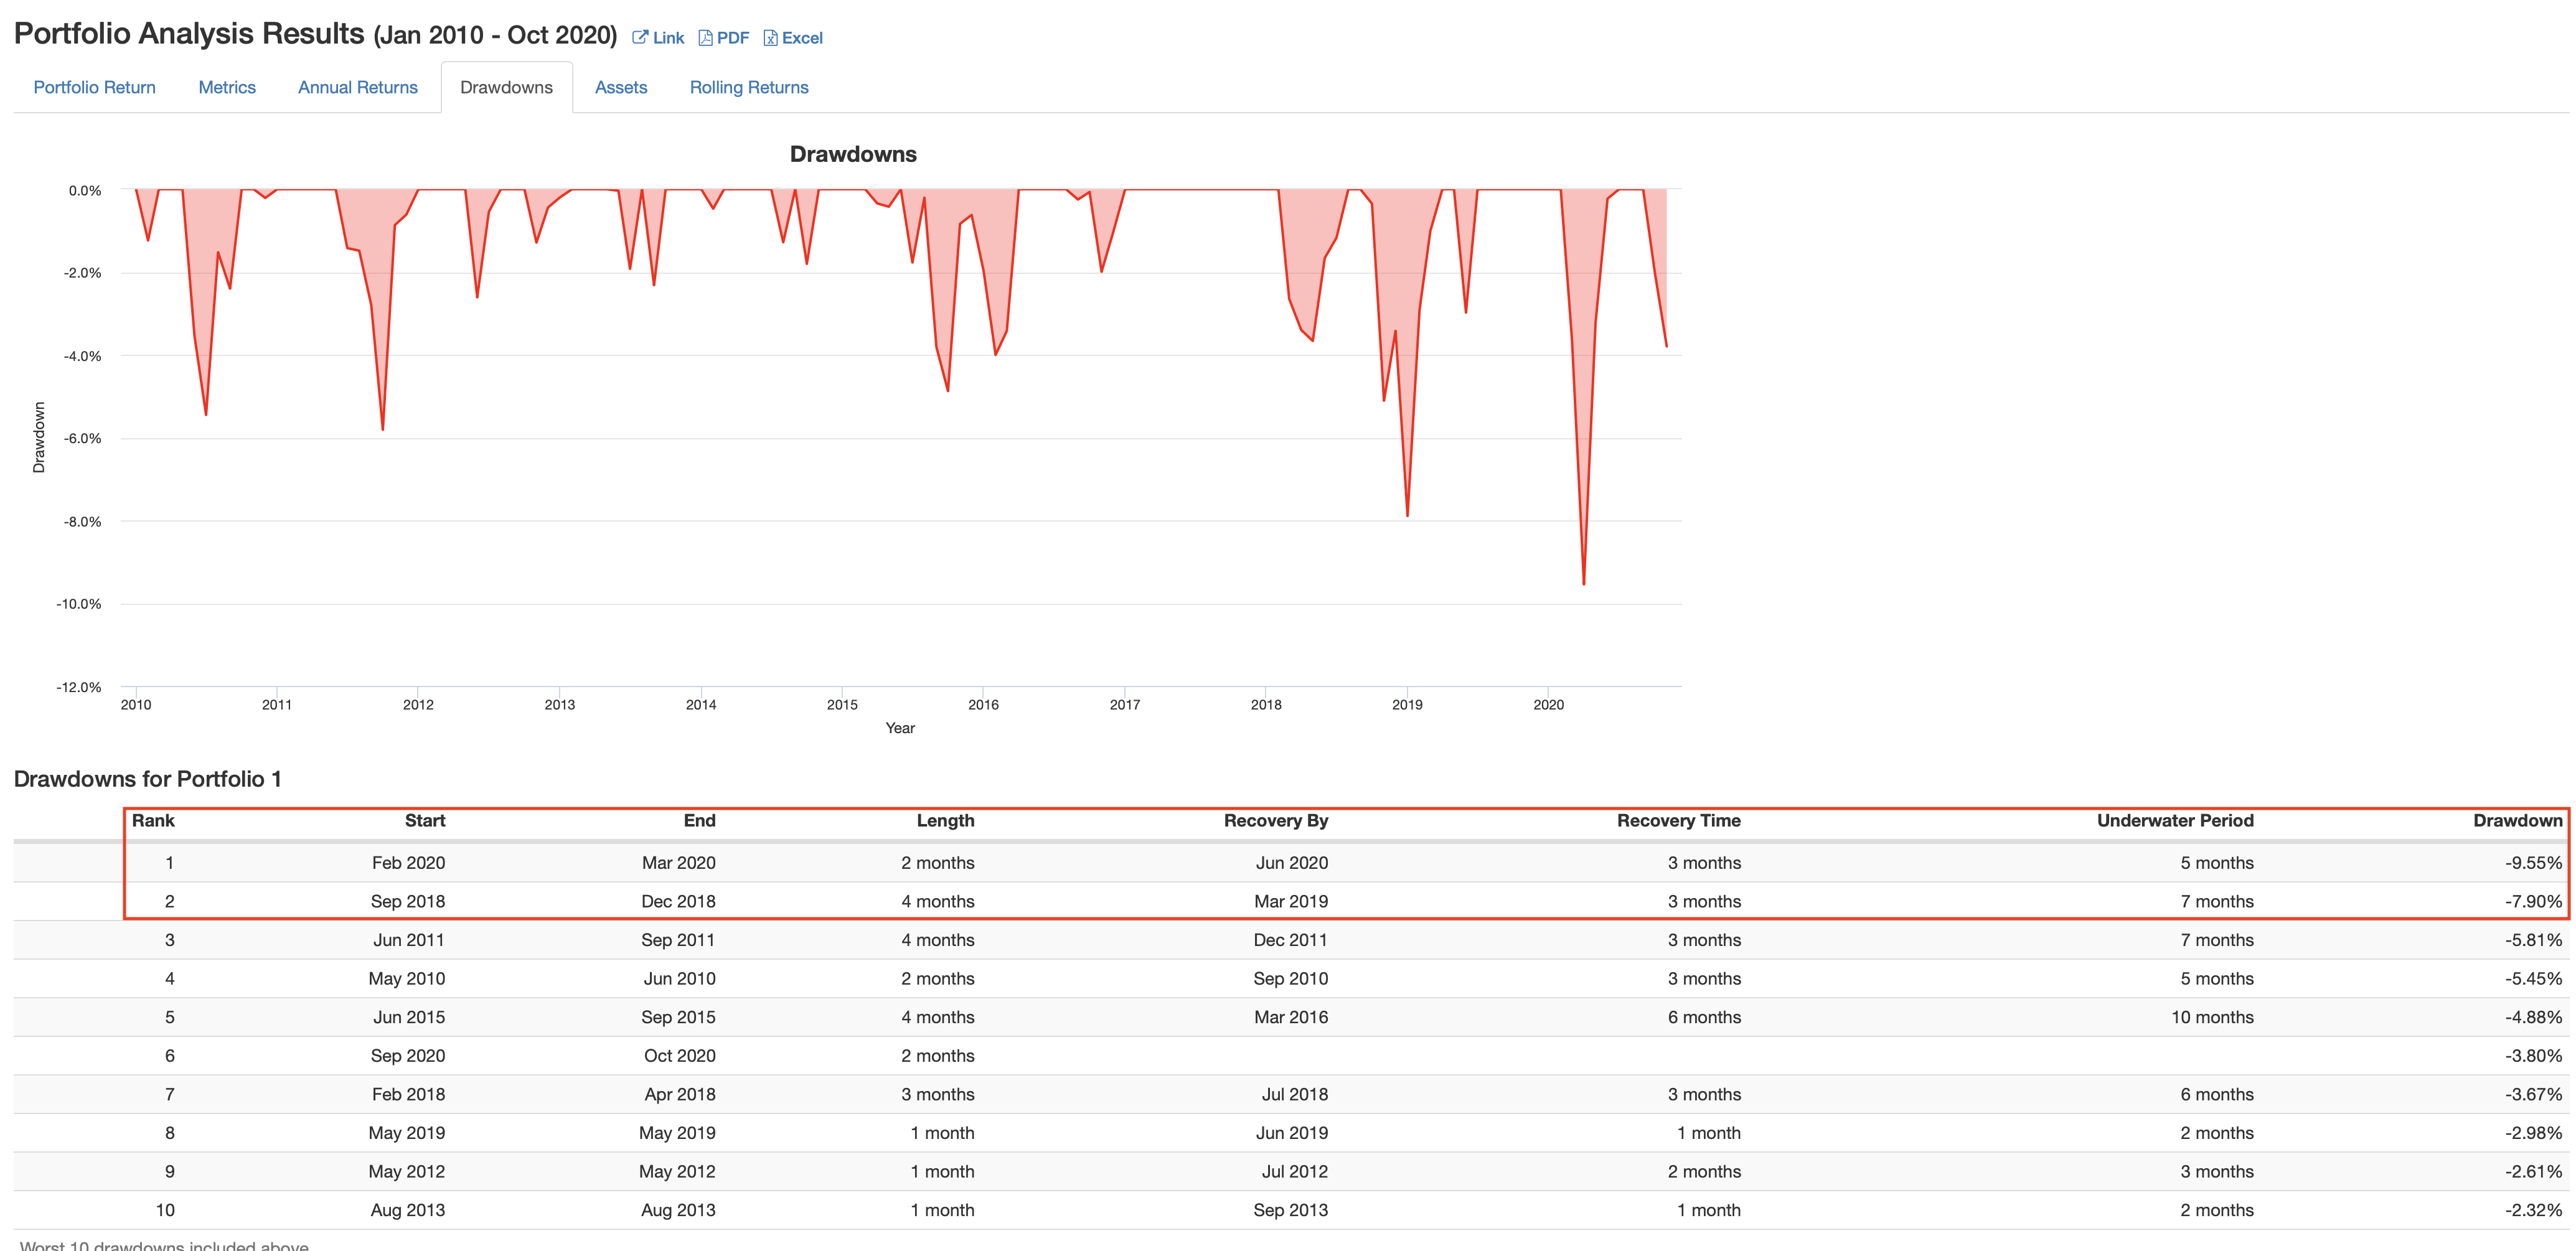 Portfolio Analysis Results (Jan 2010 - Oct 2020) Link PDF Excel
Portfolio Return Metrics Annual Returns Drawdowns Assets Rolling Returns
Drawdowns
0.0%
-2.0%
-4.0%
-6.0%
-8.0%
-10.0%
-12.0%
Drawdown
2010 2011 2012 2013 2014 2015 2016 2017 2018 2019 2020
Year
Drawdowns for Portfolio 1
Rank Start End Length Recovery By Recovery Time Underwater Period Drawdown
1 Feb 2020 Mar 2020 2 months Jun 2020 3 months 5 months -9.55%
2 Sep 2018 Dec 2018 4 months Mar 2019 3 months 7 months -7.90%
3 Jun 2011 Sep 2011 4 months Dec 2011 3 months 7 months -5.81%
4 May 2010 Jun 2010 2 months Sep 2010 3 months 5 months -5.45%
5 Jun 2015 Sep 2015 4 months Mar 2016 6 months 10 months -4.88%
6 Sep 2020 Oct 2020 2 months -3.80%
7 Feb 2018 Apr 2018 3 months Jul 2018 3 months 6 months -3.67%
8 May 2019 May 2019 1 month Jun 2019 1 month 2 months -2.98%
9 May 2012 May 2012 1 month Jul 2012 2 months 3 months -2.61%
10 Aug 2013 Aug 2013 1 month Sep 2013 1 month 2 months -2.32%
Worst 10 drawdowns included above